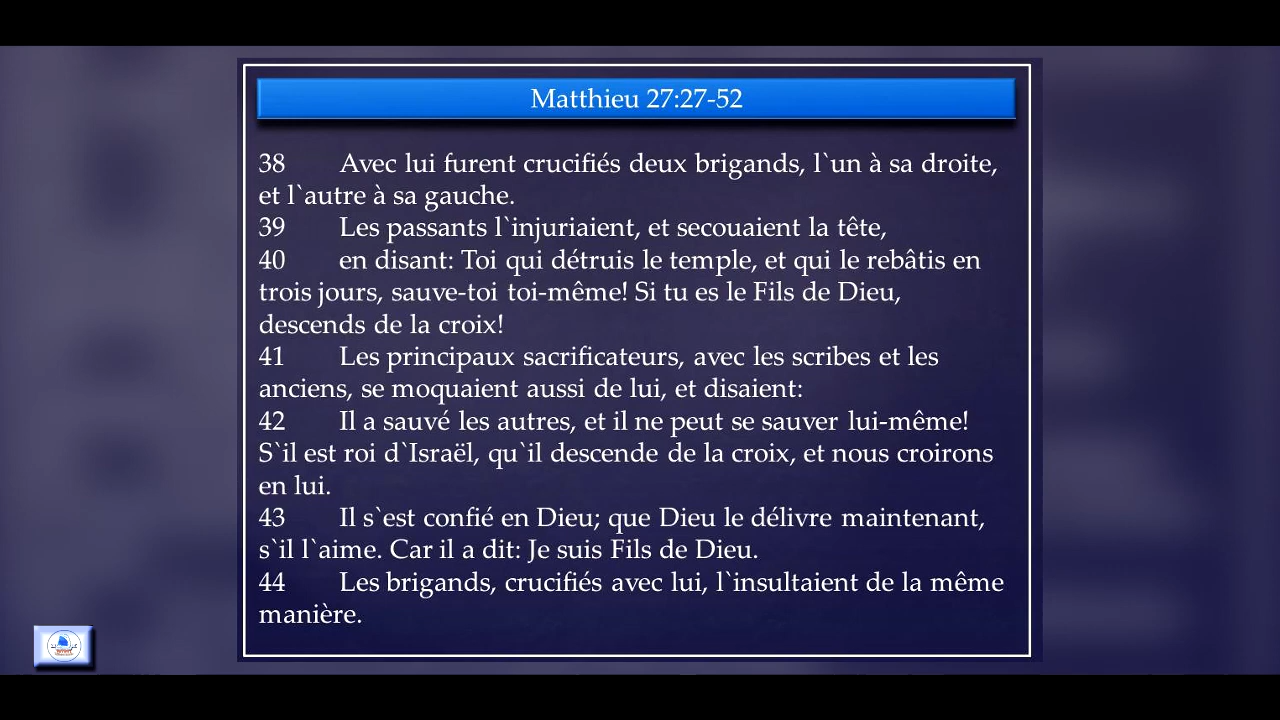 Matthieu 27:27-52
38 Avec lui furent crucifiés deux brigands, l`un à sa droite,
et l`autre à sa gauche.
39 Les passants l`injuriaient, et secouaient la tête,
40 en disant: Toi qui détruis le temple, et qui le rebâtis en
trois jours, sauve-toi toi-même! Si tu es le Fils de Dieu,
descends de la croix!
41 Les principaux sacrificateurs, avec les scribes et les
anciens, se moquaient aussi de lui, et disaient:
42 Il a sauvé les autres, et il ne peut se sauver lui-même!
S`il est roi d`Israël, qu`il descende de la croix, et nous croirons
en lui.
43 Il s`est confié en Dieu; que Dieu le délivre maintenant,
s`il l`aime. Car il a dit: Je suis Fils de Dieu.
44 Les brigands, crucifiés avec lui, l`insultaient de la même
manière.